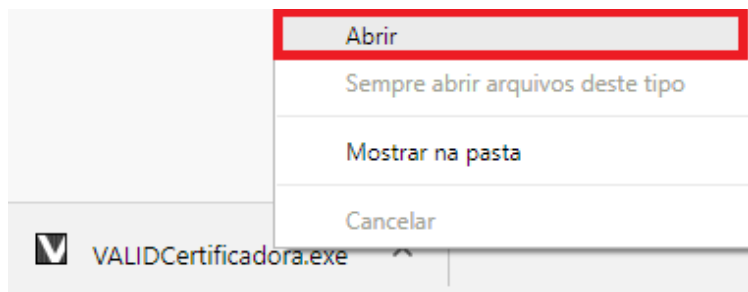 Abrir
Sempre abrir arquivos deste tipo
Mostrar na pasta
Cancelar
VALIDCertificadora.exe